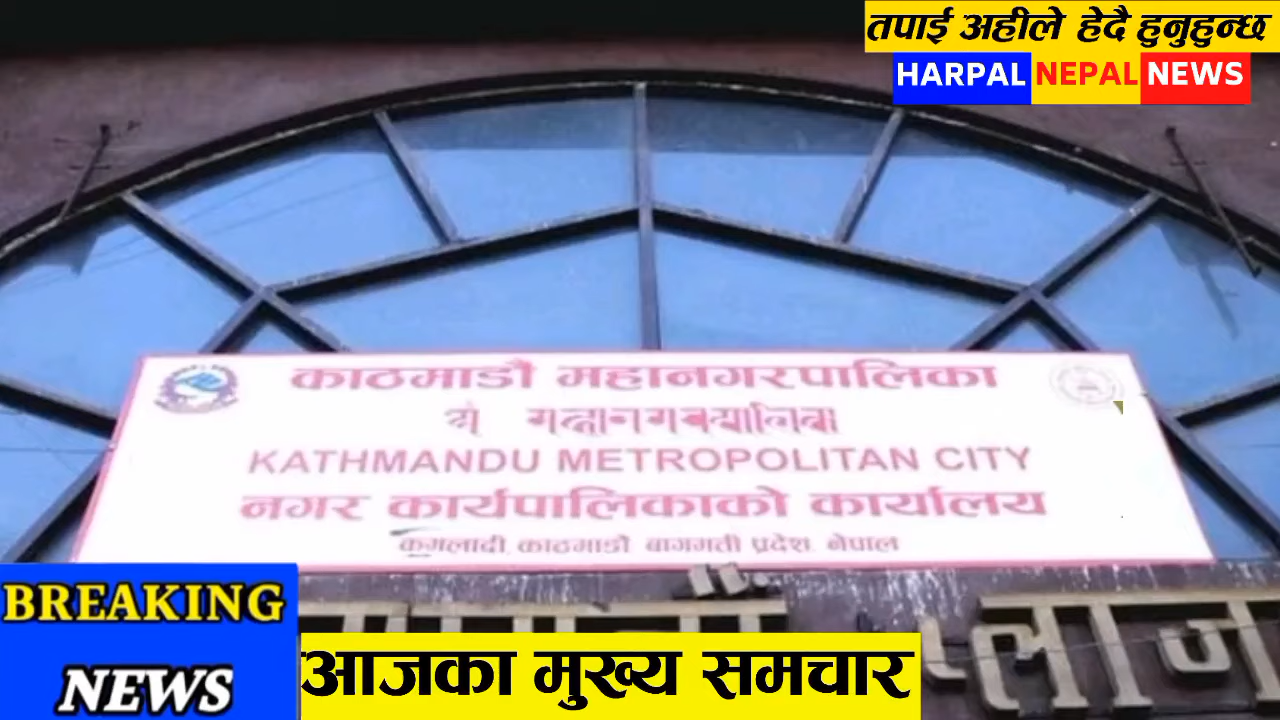 तपाई अहीले हेदै हुनुहुन्छ
HARPAL NEPAL NEWS
काठमाडौं महानगरपालिका
KATHMANDU METROPOLITAN CITY
नगर कार्यपालिकाको कार्यालय
काठमाडौं बागमती प्रदेश, नेपाल
BREAKING
NEWS
आजका मुख्य समचार